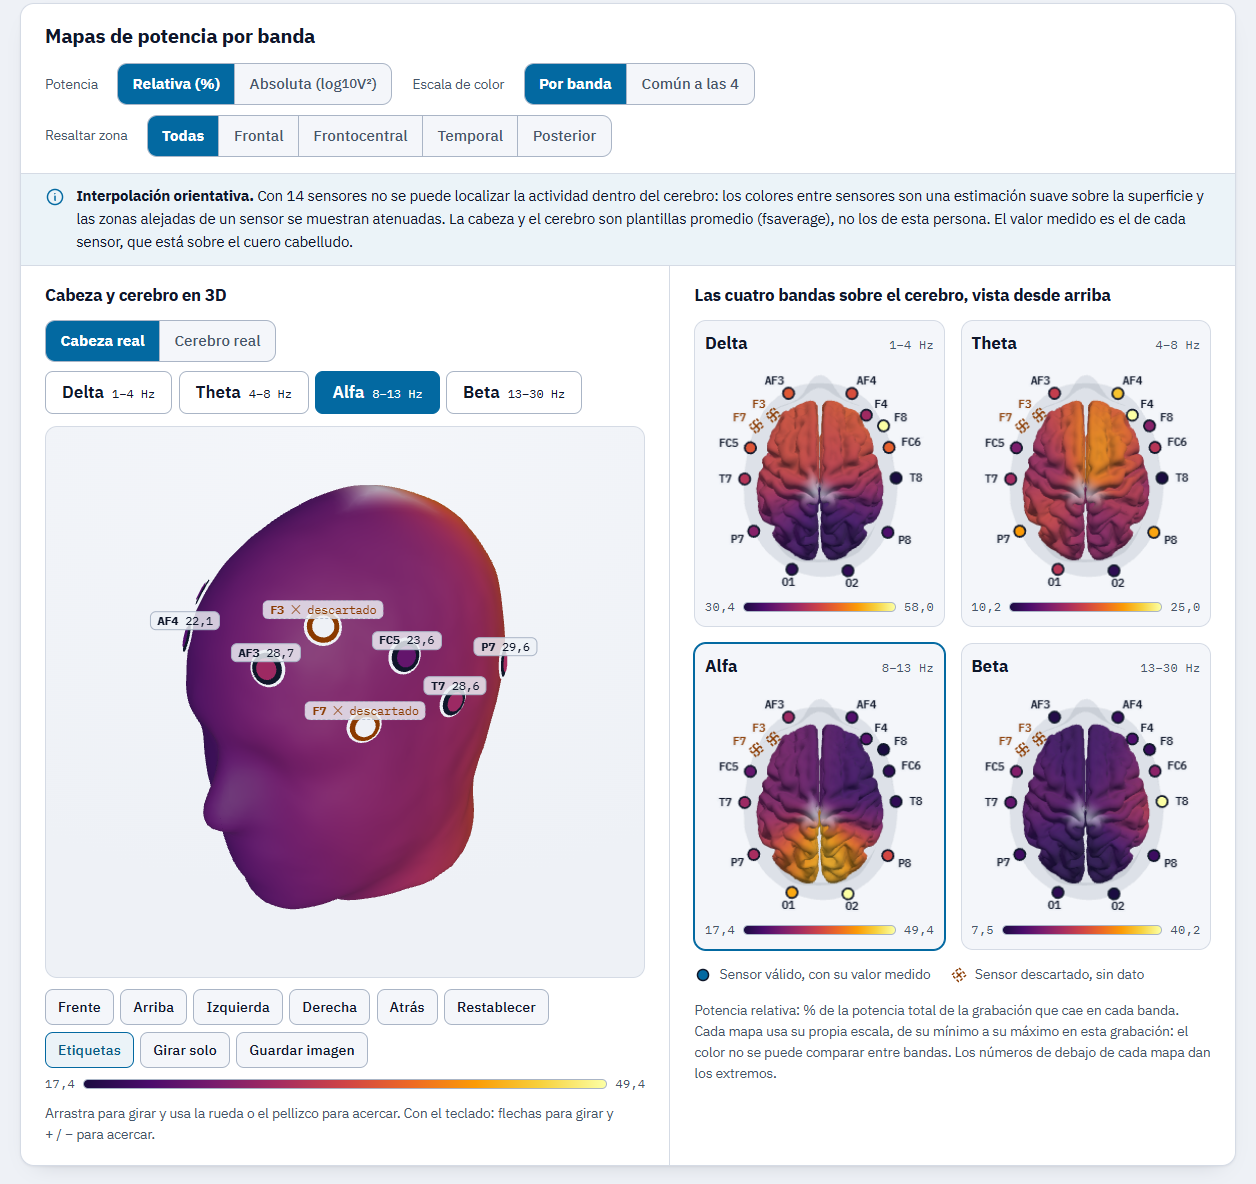 Mapas de potencia por banda
Potencia Relativa (%) Absoluta (log10V²) Escala de color Por banda Común a las 4
Resaltar zona Todas Frontal Frontocentral Temporal Posterior
Interpolación orientativa. Con 14 sensores no se puede localizar la actividad dentro del cerebro: los colores entre sensores son una estimación suave sobre la superficie y
las zonas alejadas de un sensor se muestran atenuadas. La cabeza y el cerebro son plantillas promedio (fsaverage), no los de esta persona. El valor medido es el de cada
sensor, que está sobre el cuero cabelludo.
Cabeza y cerebro en 3D
Cabeza real Cerebro real
Delta 1–4 Hz Theta 4–8 Hz Alfa 8–13 Hz Beta 13–30 Hz
F3 × descartado
AF4 22,1
FC5 23,6
AF3 28,7
P7 29,6
T7 28,6
F7 × descartado
Frente Arriba Izquierda Derecha Atrás Restablecer
Etiquetas Girar solo Guardar imagen
17,4 49,4
Arrastra para girar y usa la rueda o el pellizco para acercar. Con el teclado: flechas para girar y
+ / − para acercar.
Las cuatro bandas sobre el cerebro, vista desde arriba
Delta 1–4 Hz
AF3 AF4
F3 F4
F7 F8
FC5 FC6
T7 T8
P7 P8
O1 O2
30,4 58,0
Theta 4–8 Hz
AF3 AF4
F3 F4
F7 F8
FC5 FC6
T7 T8
P7 P8
O1 O2
10,2 25,0
Alfa 8–13 Hz
AF3 AF4
F3 F4
F7 F8
FC5 FC6
T7 T8
P7 P8
O1 O2
17,4 49,4
Beta 13–30 Hz
AF3 AF4
F3 F4
F7 F8
FC5 FC6
T7 T8
P7 P8
O1 O2
7,5 40,2
Sensor válido, con su valor medido Sensor descartado, sin dato
Potencia relativa: % de la potencia total de la grabación que cae en cada banda.
Cada mapa usa su propia escala, de su mínimo a su máximo en esta grabación: el
color no se puede comparar entre bandas. Los números de debajo de cada mapa dan
los extremos.